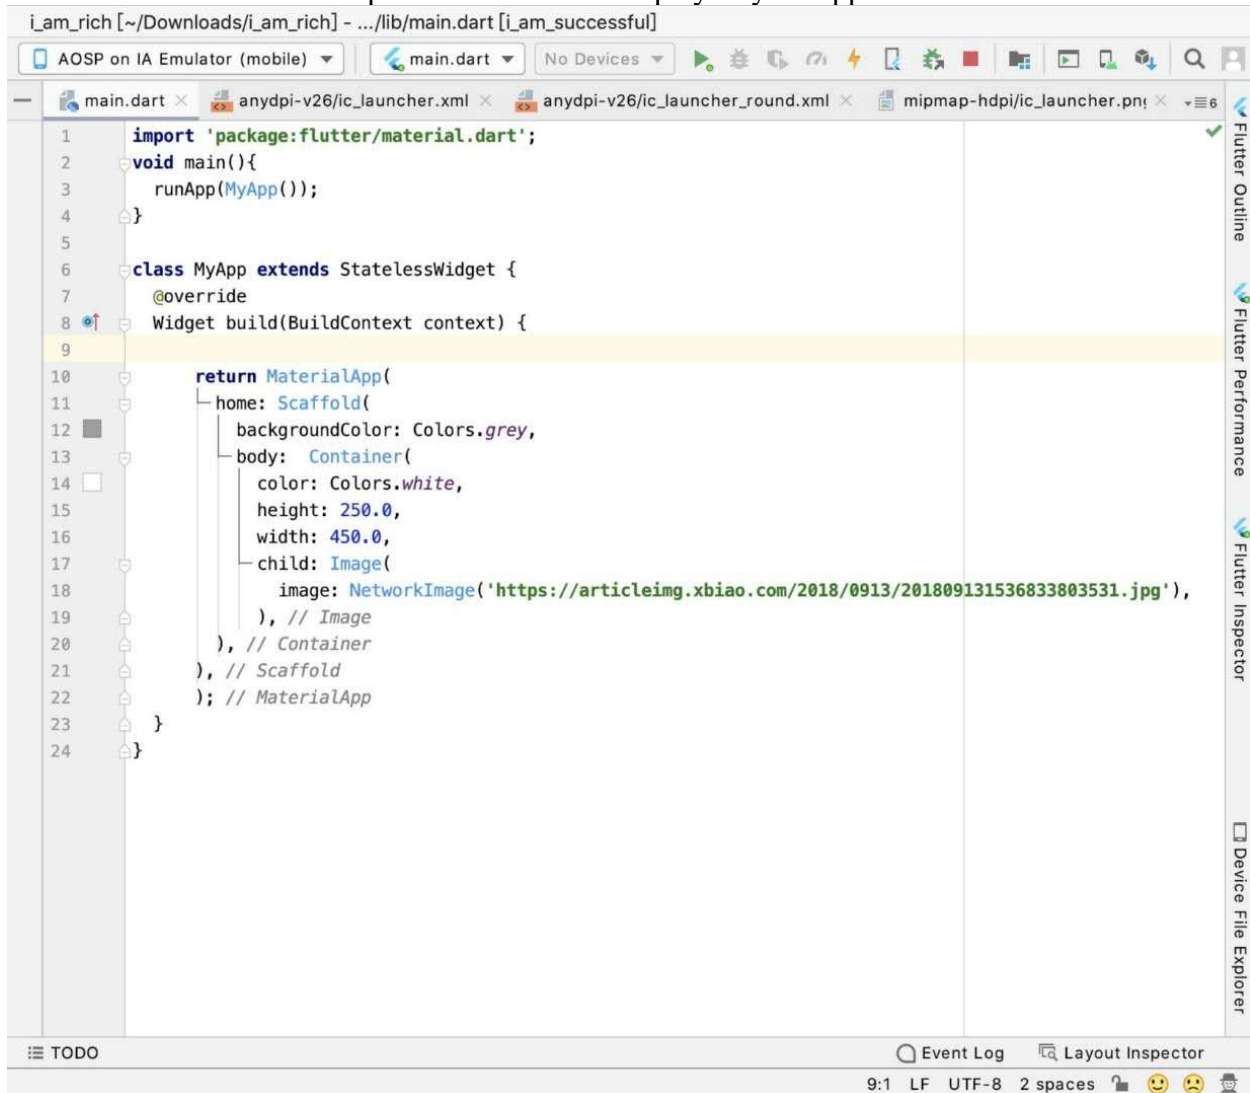 i_am_rich [~/Downloads/i_am_rich] - .../lib/main.dart [i_am_successful]
AOSP on IA Emulator (mobile) main.dart No Devices
main.dart anydpi-v26/ic_launcher.xml anydpi-v26/ic_launcher_round.xml mipmap-hdpi/ic_launcher.png 6
1 import 'package:flutter/material.dart';
2 void main(){
3 runApp(MyApp());
4 }
5
6 class MyApp extends StatelessWidget {
7 @override
8 Widget build(BuildContext context) {
9
10 return MaterialApp(
11 home: Scaffold(
12 backgroundColor: Colors.grey,
13 body: Container(
14 color: Colors.white,
15 height: 250.0,
16 width: 450.0,
17 child: Image(
18 image: NetworkImage('https://articleimg.xbiao.com/2018/0913/201809131536833803531.jpg'),
19 ), // Image
20 ), // Container
21 ), // Scaffold
22 ); // MaterialApp
23 }
24 }
Flutter Outline
Flutter Performance
Flutter Inspector
Device File Explorer
TODO Event Log Layout Inspector
9:1 LF UTF-8 2 spaces